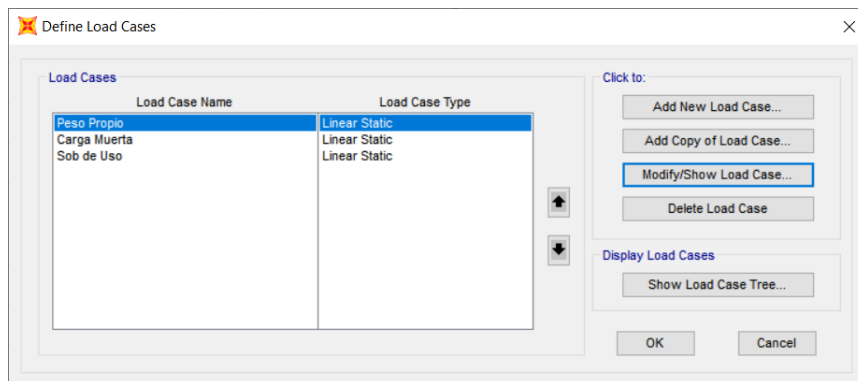 Define Load Cases
Load Cases
Load Case Name Load Case Type
Peso Propio Linear Static
Carga Muerta Linear Static
Sob de Uso Linear Static
Click to:
Add New Load Case...
Add Copy of Load Case...
Modify/Show Load Case...
Delete Load Case
Display Load Cases
Show Load Case Tree...
OK Cancel